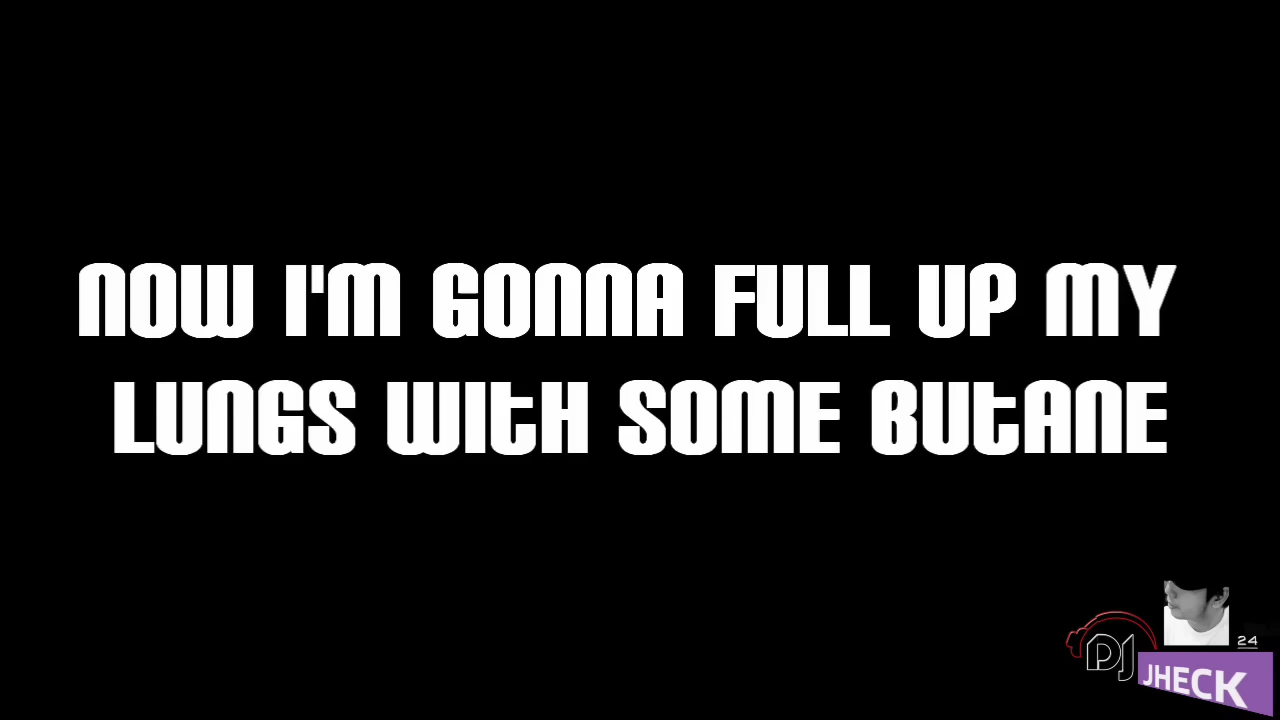 NOW I'M GONNA FULL UP MY
LUNGS WITH SOME BUTANE
24
DJ
JHECK